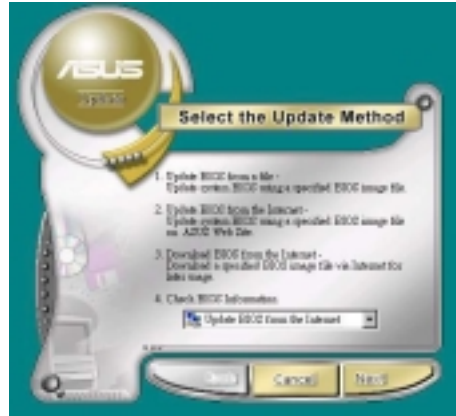 ASUS
Update
Select the Update Method
1. Update BIOS from a file -
Update system BIOS using a specified BIOS image file.
2. Update BIOS from the Internet -
Update system BIOS using a specified BIOS image file
on ASUS Web Site.
3. Download BIOS from the Internet -
Download a specified BIOS image file via Internet for
later usage.
4. Check BIOS Information
Update BIOS from the Internet
Cancel
Next